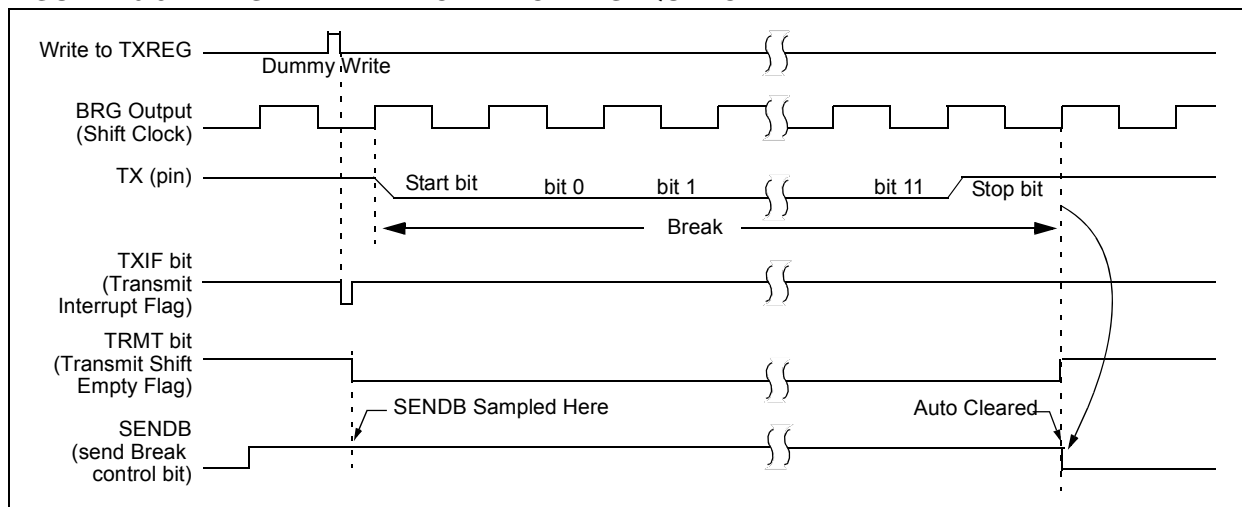 Write to TXREG
Dummy Write
BRG Output
(Shift Clock)
TX (pin)
Start bit
bit 0
bit 1
bit 11
Stop bit
Break
TXIF bit
(Transmit
Interrupt Flag)
TRMT bit
(Transmit Shift
Empty Flag)
SENDB Sampled Here
Auto Cleared
SENDB
(send Break
control bit)